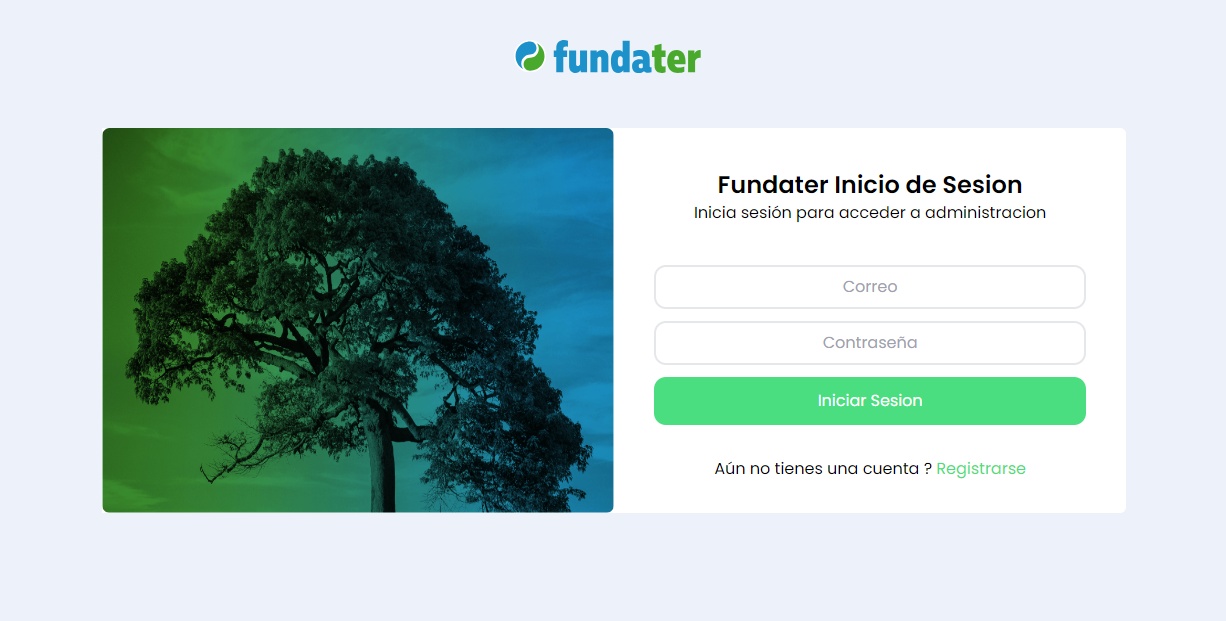 fundater
Fundater Inicio de Sesion
Inicia sesión para acceder a administracion
Correo
Contraseña
Iniciar Sesion
Aún no tienes una cuenta ? Registrarse